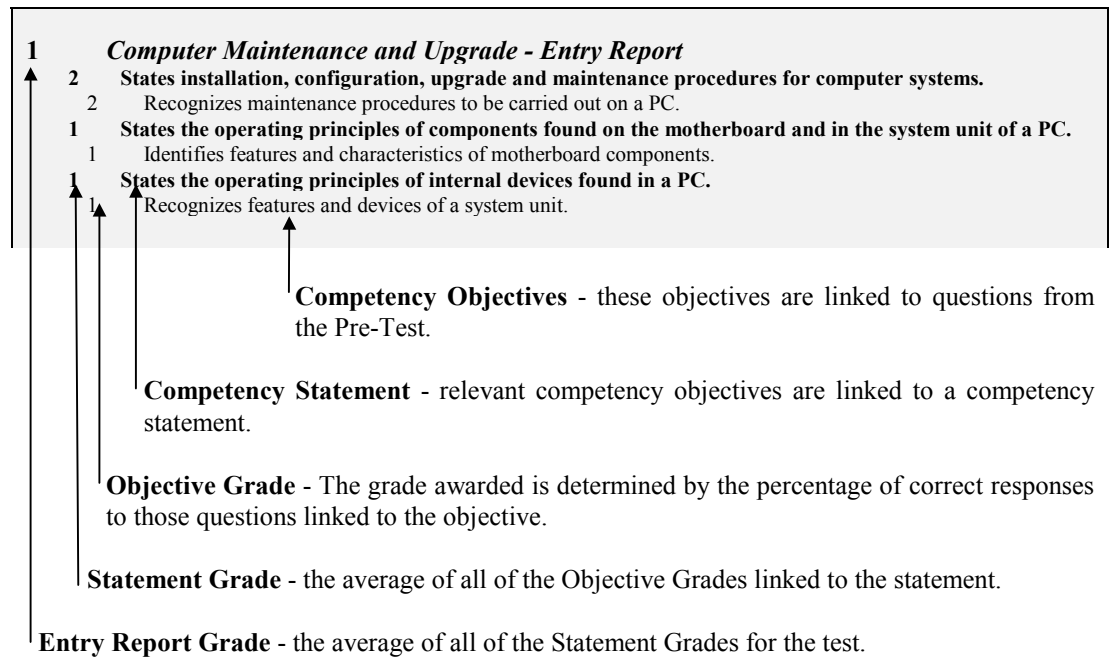 1 Computer Maintenance and Upgrade - Entry Report
2 States installation, configuration, upgrade and maintenance procedures for computer systems.
2 Recognizes maintenance procedures to be carried out on a PC.
1 States the operating principles of components found on the motherboard and in the system unit of a PC.
1 Identifies features and characteristics of motherboard components.
1 States the operating principles of internal devices found in a PC.
1 Recognizes features and devices of a system unit.
Competency Objectives - these objectives are linked to questions from
the Pre-Test.
Competency Statement - relevant competency objectives are linked to a competency
statement.
Objective Grade - The grade awarded is determined by the percentage of correct responses
to those questions linked to the objective.
Statement Grade - the average of all of the Objective Grades linked to the statement.
Entry Report Grade - the average of all of the Statement Grades for the test.